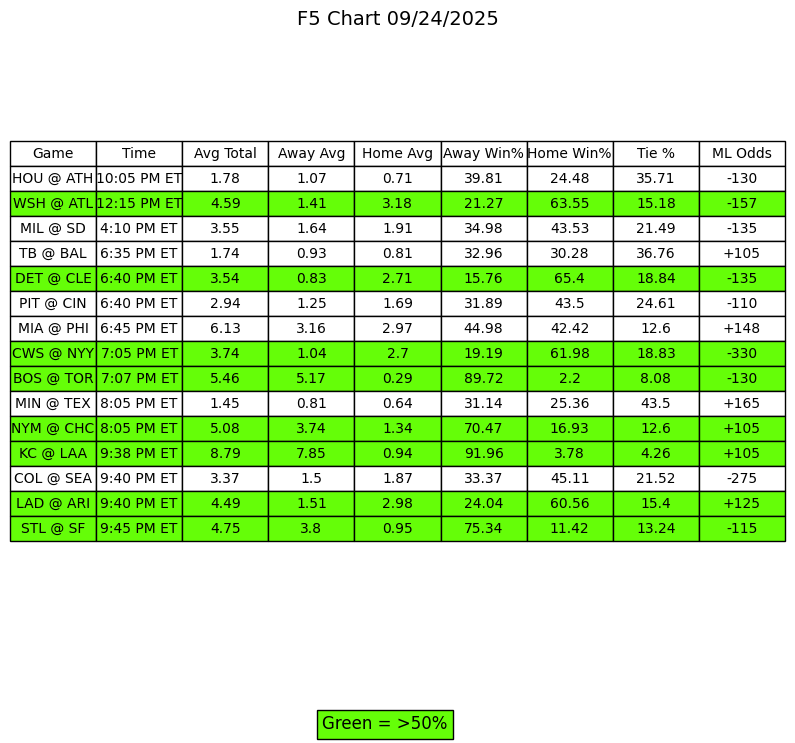 F5 Chart 09/24/2025
Game Time Avg Total Away Avg Home Avg Away Win% Home Win% Tie % ML Odds
HOU @ ATH 10:05 PM ET 1.78 1.07 0.71 39.81 24.48 35.71 -130
WSH @ ATL 12:15 PM ET 4.59 1.41 3.18 21.27 63.55 15.18 -157
MIL @ SD 4:10 PM ET 3.55 1.64 1.91 34.98 43.53 21.49 -135
TB @ BAL 6:35 PM ET 1.74 0.93 0.81 32.96 30.28 36.76 +105
DET @ CLE 6:40 PM ET 3.54 0.83 2.71 15.76 65.4 18.84 -135
PIT @ CIN 6:40 PM ET 2.94 1.25 1.69 31.89 43.5 24.61 -110
MIA @ PHI 6:45 PM ET 6.13 3.16 2.97 44.98 42.42 12.6 +148
CWS @ NYY 7:05 PM ET 3.74 1.04 2.7 19.19 61.98 18.83 -330
BOS @ TOR 7:07 PM ET 5.46 5.17 0.29 89.72 2.2 8.08 -130
MIN @ TEX 8:05 PM ET 1.45 0.81 0.64 31.14 25.36 43.5 +165
NYM @ CHC 8:05 PM ET 5.08 3.74 1.34 70.47 16.93 12.6 +105
KC @ LAA 9:38 PM ET 8.79 7.85 0.94 91.96 3.78 4.26 +105
COL @ SEA 9:40 PM ET 3.37 1.5 1.87 33.37 45.11 21.52 -275
LAD @ ARI 9:40 PM ET 4.49 1.51 2.98 24.04 60.56 15.4 +125
STL @ SF 9:45 PM ET 4.75 3.8 0.95 75.34 11.42 13.24 -115
Green = >50%